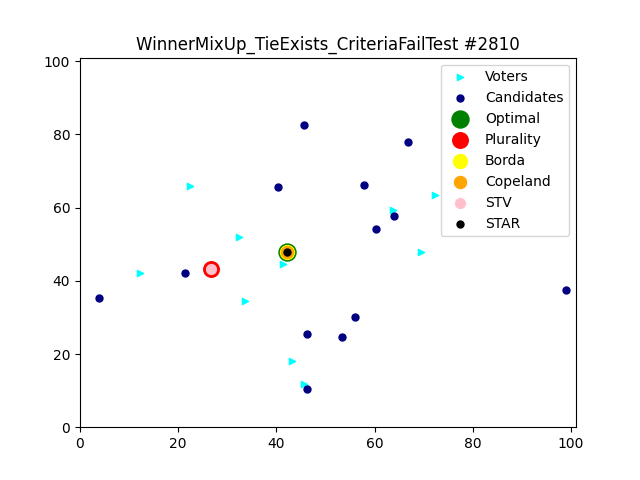 WinnerMixUp_TieExists_CriteriaFailTest #2810
100
80
60
40
20
0
0
20
40
60
80
100
Voters
Candidates
Optimal
Plurality
Borda
Copeland
STV
STAR